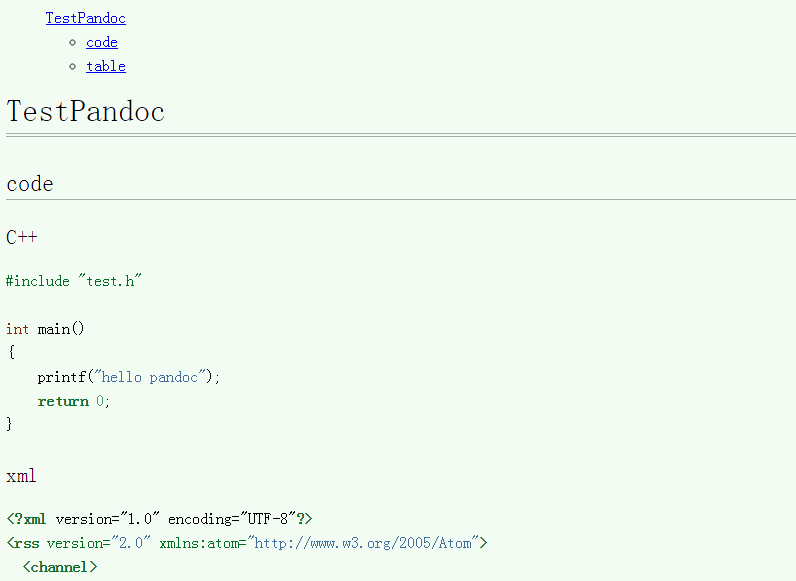 TestPandoc
code
table
TestPandoc
code
C++
#include "test.h"
int main()
{
    printf("hello pandoc");
    return 0;
}
xml
<?xml version="1.0" encoding="UTF-8"?>
<rss version="2.0" xmlns:atom="http://www.w3.org/2005/Atom">
  <channel>